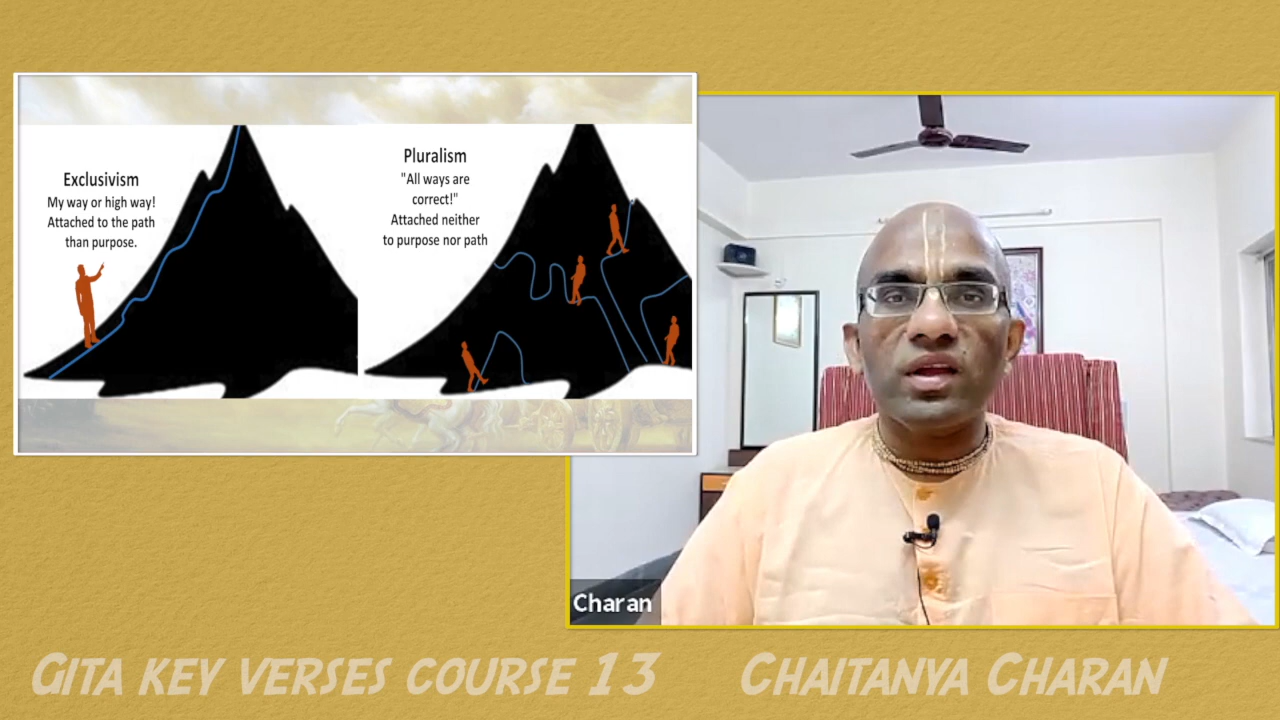 Exclusivism
My way or high way!
Attached to the path
than purpose.
Pluralism
"All ways are
correct!"
Attached neither
to purpose nor path
Charan
GITA KEY VERSES COURSE 13
CHAITANYA CHARAN